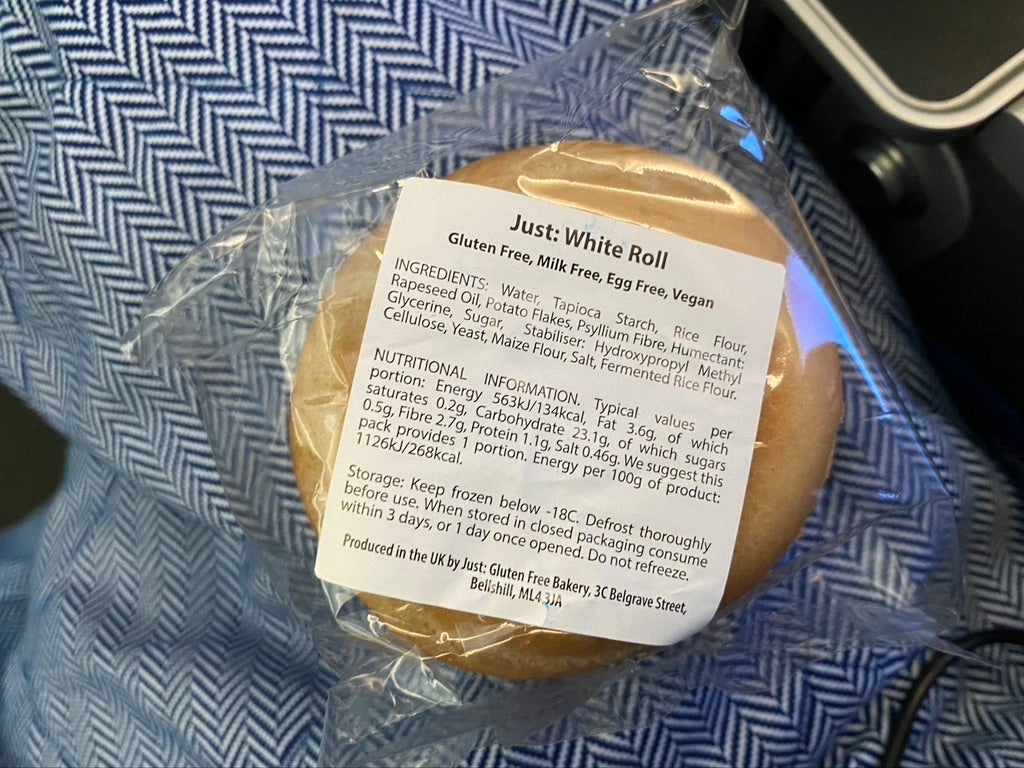 Just: White Roll
Gluten Free, Milk Free, Egg Free, Vegan
INGREDIENTS: Water, Tapioca Starch, Rice Flour,
Rapeseed Oil, Potato Flakes, Psyllium Fibre, Humectant:
Glycerine, Sugar, Stabiliser: Hydroxypropyl Methyl
Cellulose, Yeast, Maize Flour, Salt, Fermented Rice Flour.
NUTRITIONAL INFORMATION. Typical values per
portion: Energy 563kJ/134kcal, Fat 3.6g, of which
saturates 0.2g, Carbohydrate 23.1g, of which sugars
0.5g, Fibre 2.7g, Protein 1.1g, Salt 0.46g. We suggest this
pack provides 1 portion. Energy per 100g of product:
1126kJ/268kcal.
Storage: Keep frozen below -18C. Defrost thoroughly
before use. When stored in closed packaging consume
within 3 days, or 1 day once opened. Do not refreeze.
Produced in the UK by Just: Gluten Free Bakery, 3C Belgrave Street,
Bellshill, ML4 3JA